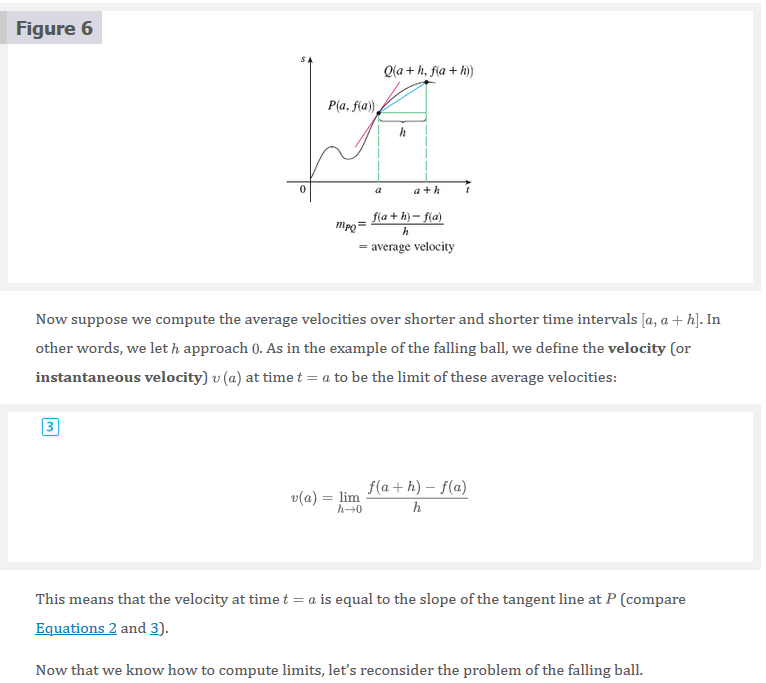 Figure 6
s
Q(a + h, f(a + h))
P(a, f(a))
h
0
a
a + h
t
m_PQ = \frac{f(a + h) − f(a)}{h}
= average velocity
Now suppose we compute the average velocities over shorter and shorter time intervals [a, a + h]. In
other words, we let h approach 0. As in the example of the falling ball, we define the velocity (or
instantaneous velocity) v (a) at time t = a to be the limit of these average velocities:
3
v(a) = \lim_{h→0} \frac{f(a + h) − f(a)}{h}
This means that the velocity at time t = a is equal to the slope of the tangent line at P (compare
Equations 2 and 3).
Now that we know how to compute limits, let’s reconsider the problem of the falling ball.